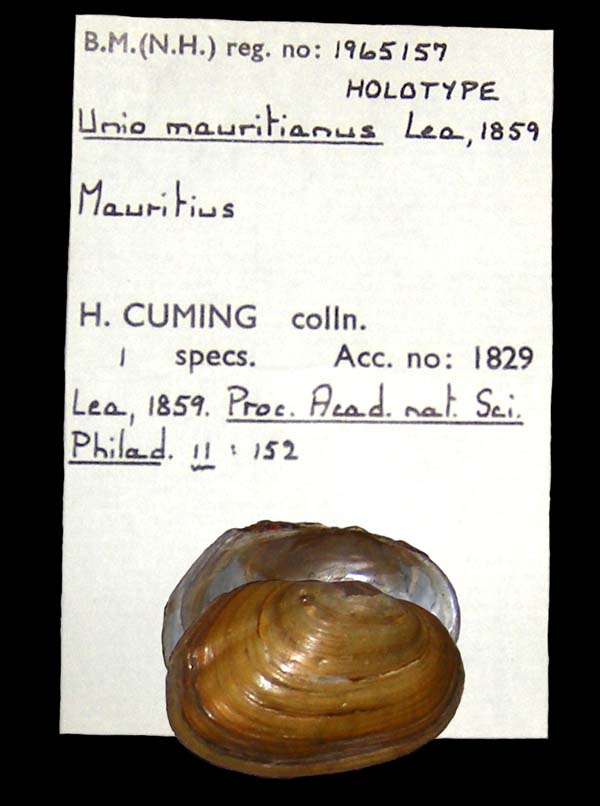 B.M.(N.H.) reg. no: 1965157
HOLOTYPE
Unio mauritianus Lea, 1859
Mauritius
H. CUMING colln.
1 specs. Acc. no: 1829
Lea, 1859. Proc. Acad. nat. Sci.
Philad. 11 : 152